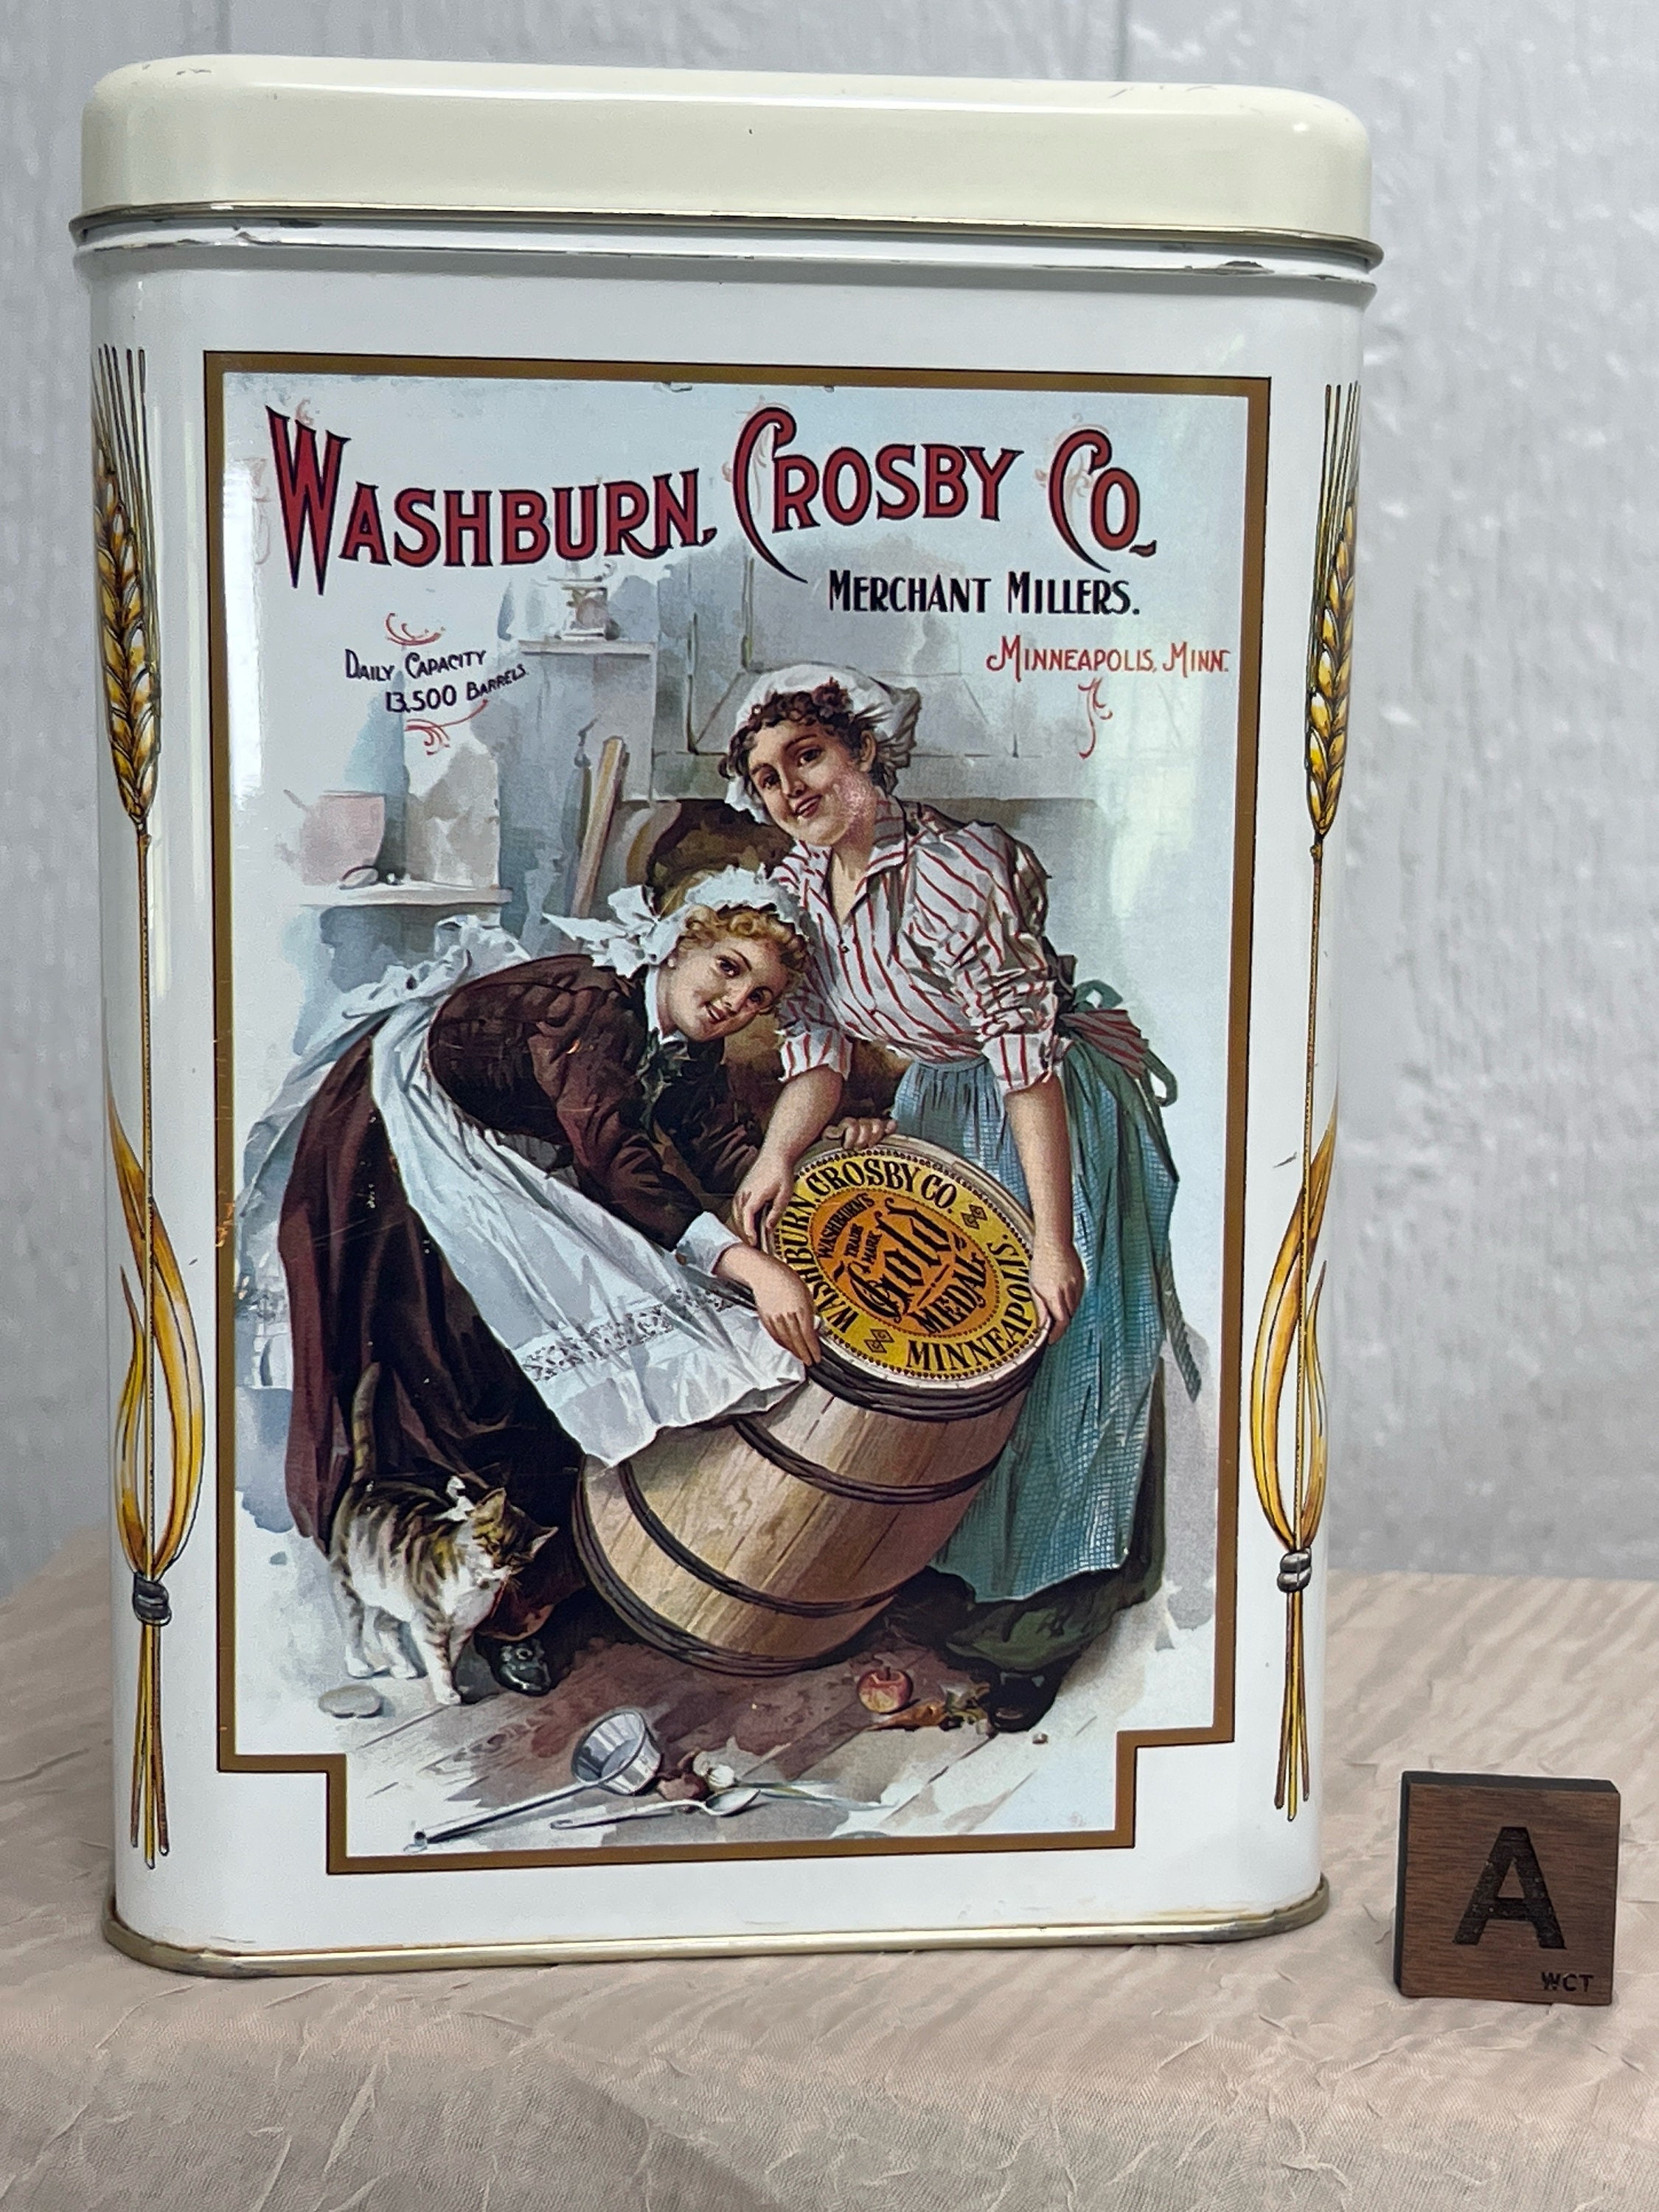 WASHBURN, CROSBY CO.
MERCHANT MILLERS.
DAILY CAPACITY
13,500 BARRELS.
MINNEAPOLIS, MINN.
WASHBURN, CROSBY CO.
WASHBURN'S
TRADE
MARK
Gold
MEDAL
MINNEAPOLIS.
A
WCT